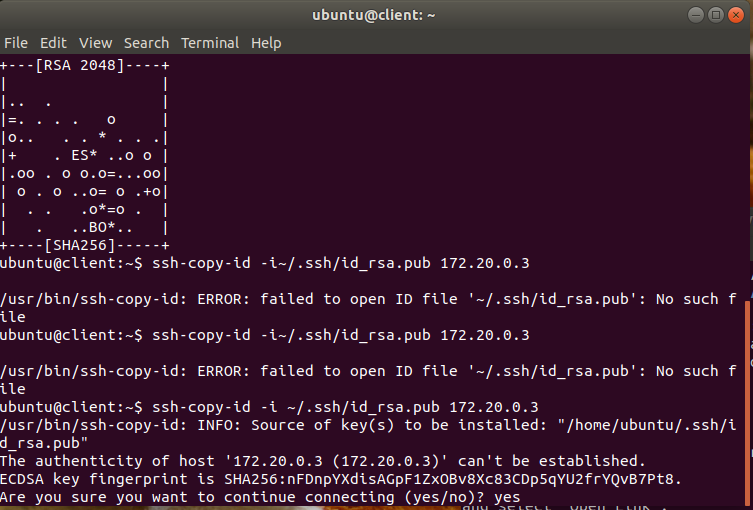 ubuntu@client: ~
File Edit View Search Terminal Help
+---[RSA 2048]----+
|                 |
|..  .            |
|=. . . .   o     |
|o..   . . * . . .|
|+    . ES* ..o o |
|.oo . o o.o=...oo|
| o . o ..o= o .+o|
|  . .   .o*=o .  |
|   .   ..BO*..   |
+----[SHA256]-----+
ubuntu@client:~$ ssh-copy-id -i~/.ssh/id_rsa.pub 172.20.0.3
/usr/bin/ssh-copy-id: ERROR: failed to open ID file '~/.ssh/id_rsa.pub': No such f
ile
ubuntu@client:~$ ssh-copy-id -i~/.ssh/id_rsa.pub 172.20.0.3
/usr/bin/ssh-copy-id: ERROR: failed to open ID file '~/.ssh/id_rsa.pub': No such f
ile
ubuntu@client:~$ ssh-copy-id -i ~/.ssh/id_rsa.pub 172.20.0.3
/usr/bin/ssh-copy-id: INFO: Source of key(s) to be installed: "/home/ubuntu/.ssh/i
d_rsa.pub"
The authenticity of host '172.20.0.3 (172.20.0.3)' can't be established.
ECDSA key fingerprint is SHA256:nFDnpYXdisAGpF1ZxOBv8Xc83CDp5qYU2frYQvB7Pt8.
Are you sure you want to continue connecting (yes/no)? yes